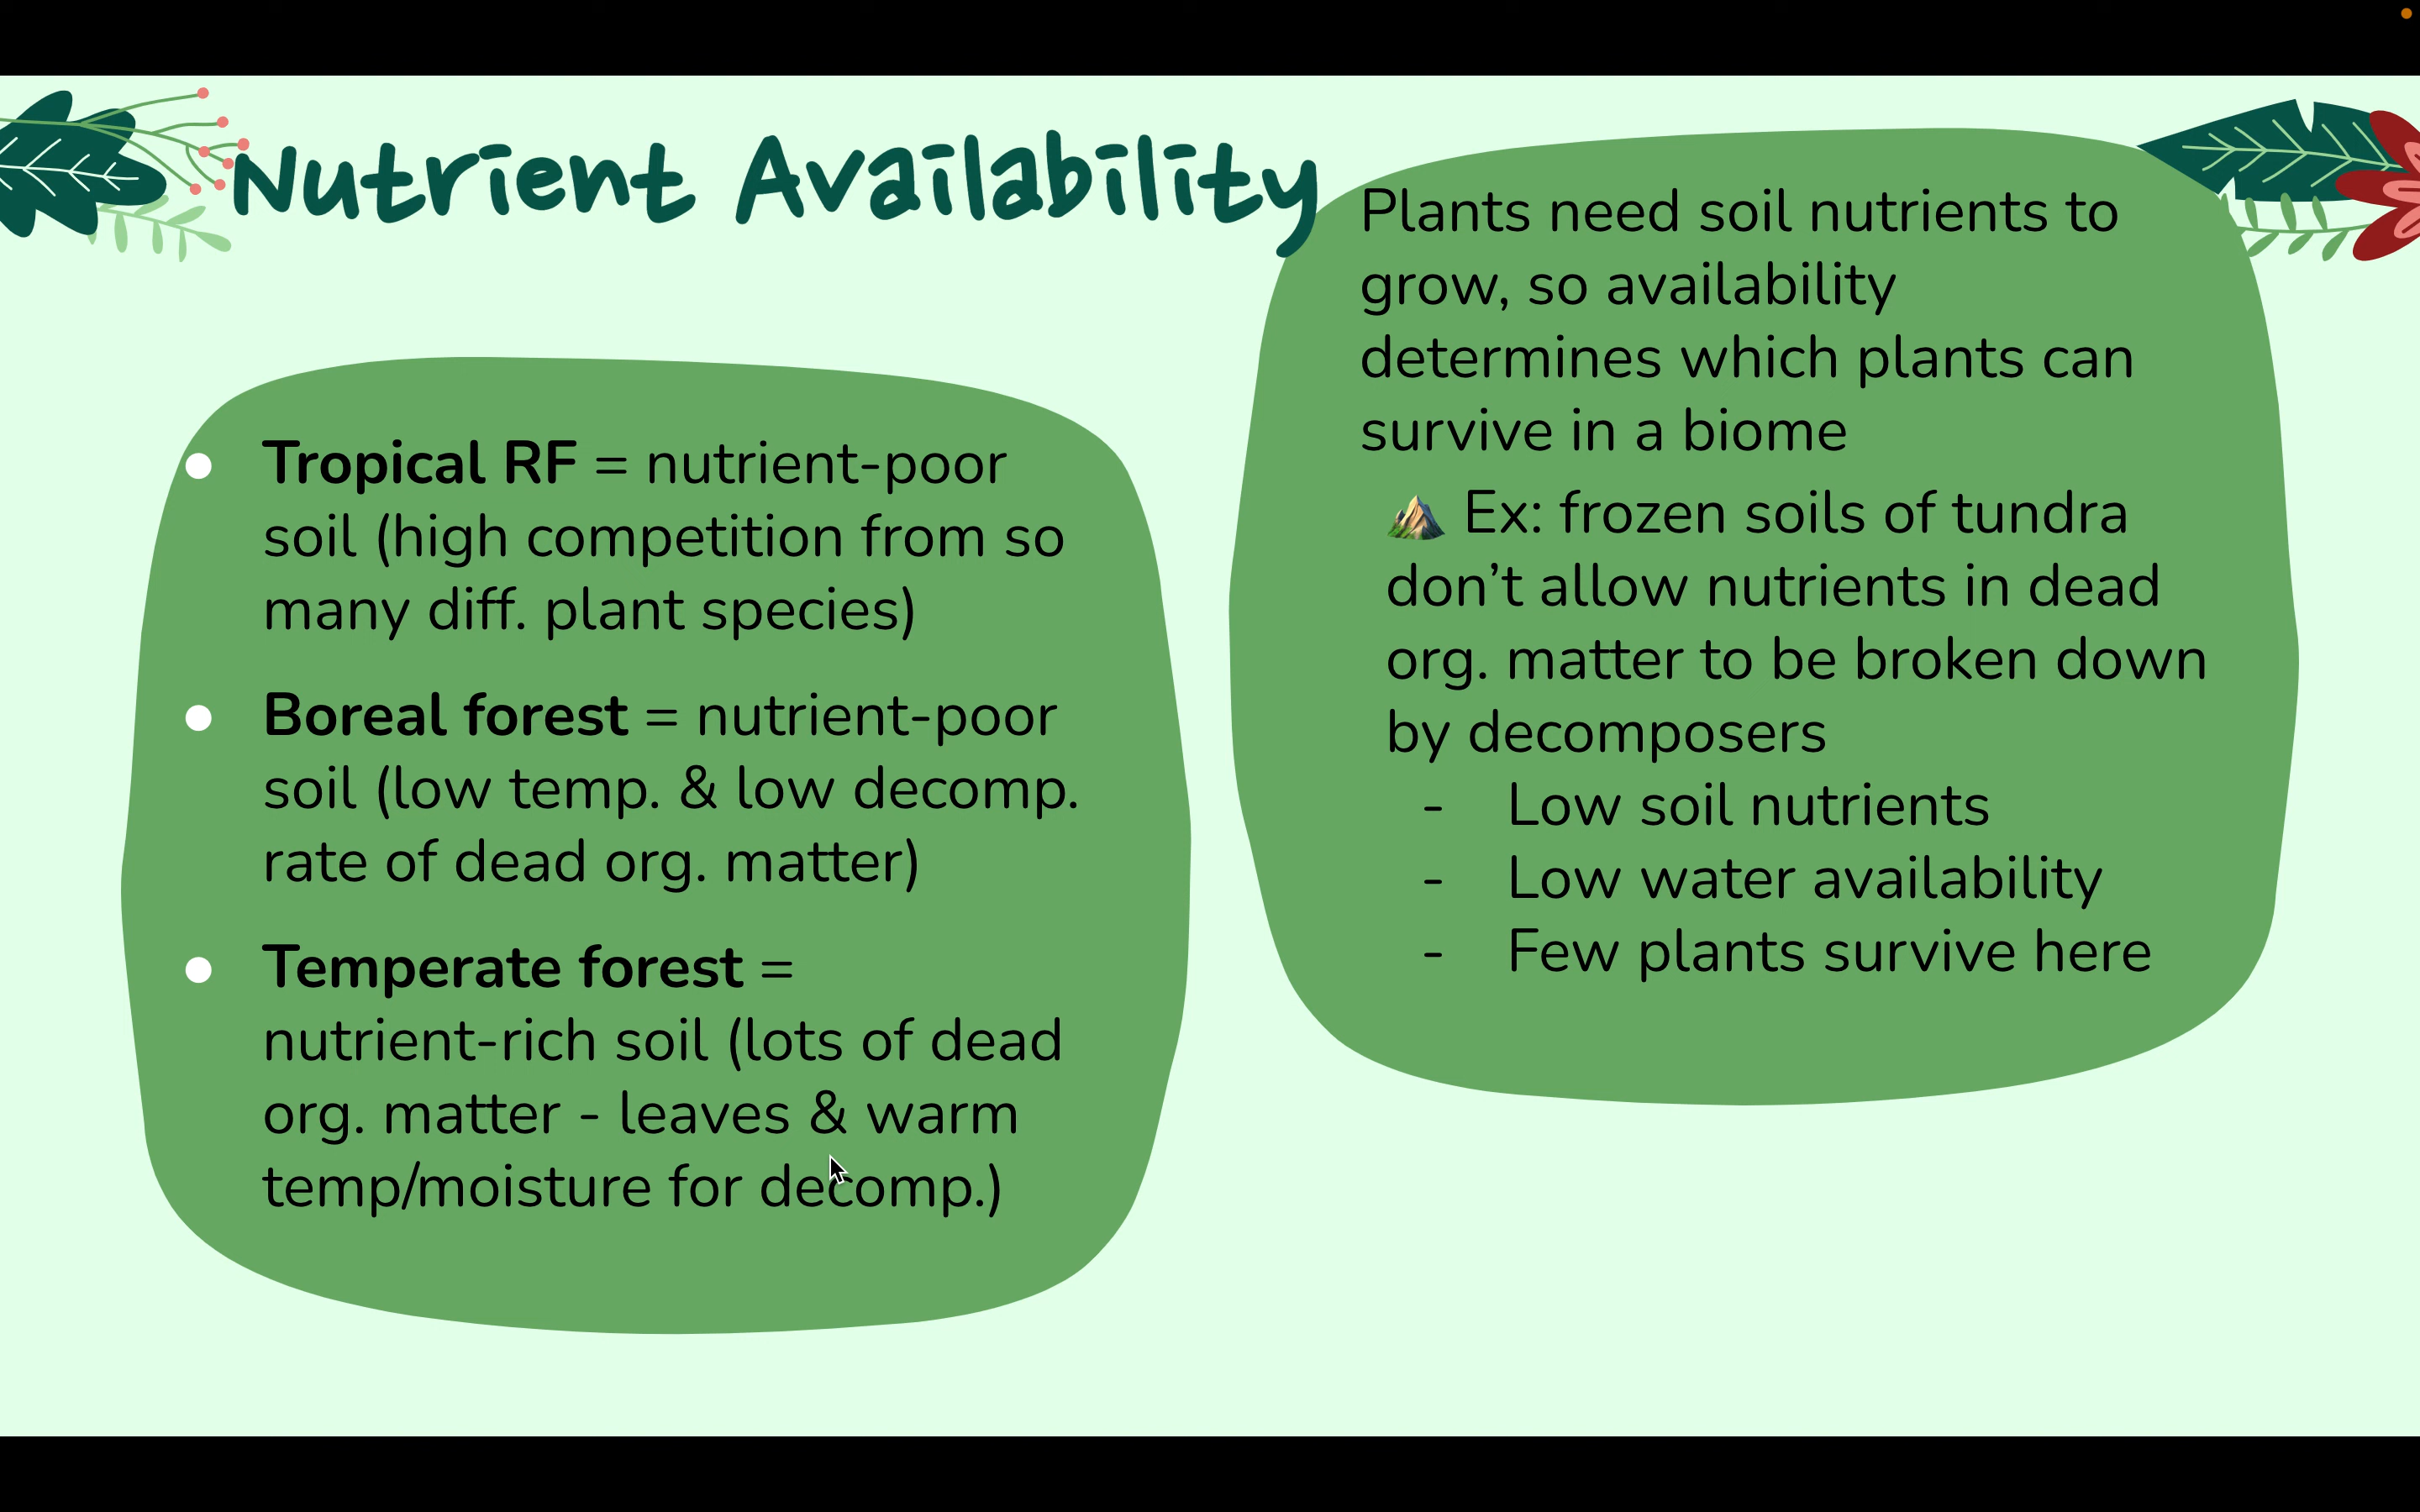 Nutrient Availability
Tropical RF = nutrient-poor
soil (high competition from so
many diff. plant species)
Boreal forest = nutrient-poor
soil (low temp. & low decomp.
rate of dead org. matter)
Temperate forest =
nutrient-rich soil (lots of dead
org. matter - leaves & warm
temp/moisture for decomp.)
Plants need soil nutrients to
grow, so availability
determines which plants can
survive in a biome
⛰️ Ex: frozen soils of tundra
don’t allow nutrients in dead
org. matter to be broken down
by decomposers
- Low soil nutrients
- Low water availability
- Few plants survive here